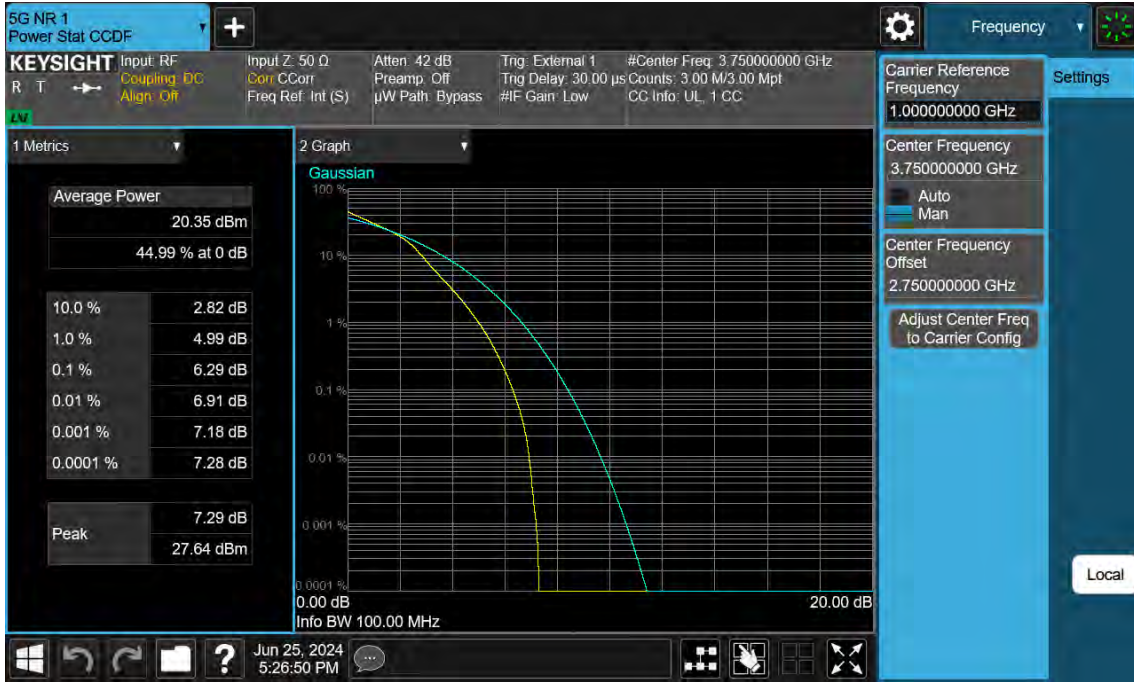 5G NR 1
Power Stat CCDF
Frequency
KEYSIGHT
R T
LNI
Input: RF
Coupling: DC
Align: Off
Input Z: 50 Ω
Corr CCorr
Freq Ref: Int (S)
Atten: 42 dB
Preamp: Off
µW Path: Bypass
Trig: External 1
Trig Delay: 30.00 µs
#IF Gain: Low
#Center Freq: 3.750000000 GHz
Counts: 3.00 M/3.00 Mpt
CC Info: UL, 1 CC
1 Metrics
Average Power
20.35 dBm
44.99 % at 0 dB
10.0 % 2.82 dB
1.0 % 4.99 dB
0.1 % 6.29 dB
0.01 % 6.91 dB
0.001 % 7.18 dB
0.0001 % 7.28 dB
Peak
7.29 dB
27.64 dBm
2 Graph
Gaussian
100 %
10 %
1 %
0.1 %
0.01 %
0.001 %
0.0001 %
0.00 dB 20.00 dB
Info BW 100.00 MHz
Carrier Reference
Frequency
1.000000000 GHz
Center Frequency
3.750000000 GHz
Auto
Man
Center Frequency
Offset
2.750000000 GHz
Adjust Center Freq
to Carrier Config
Settings
Local
?
Jun 25, 2024
5:26:50 PM